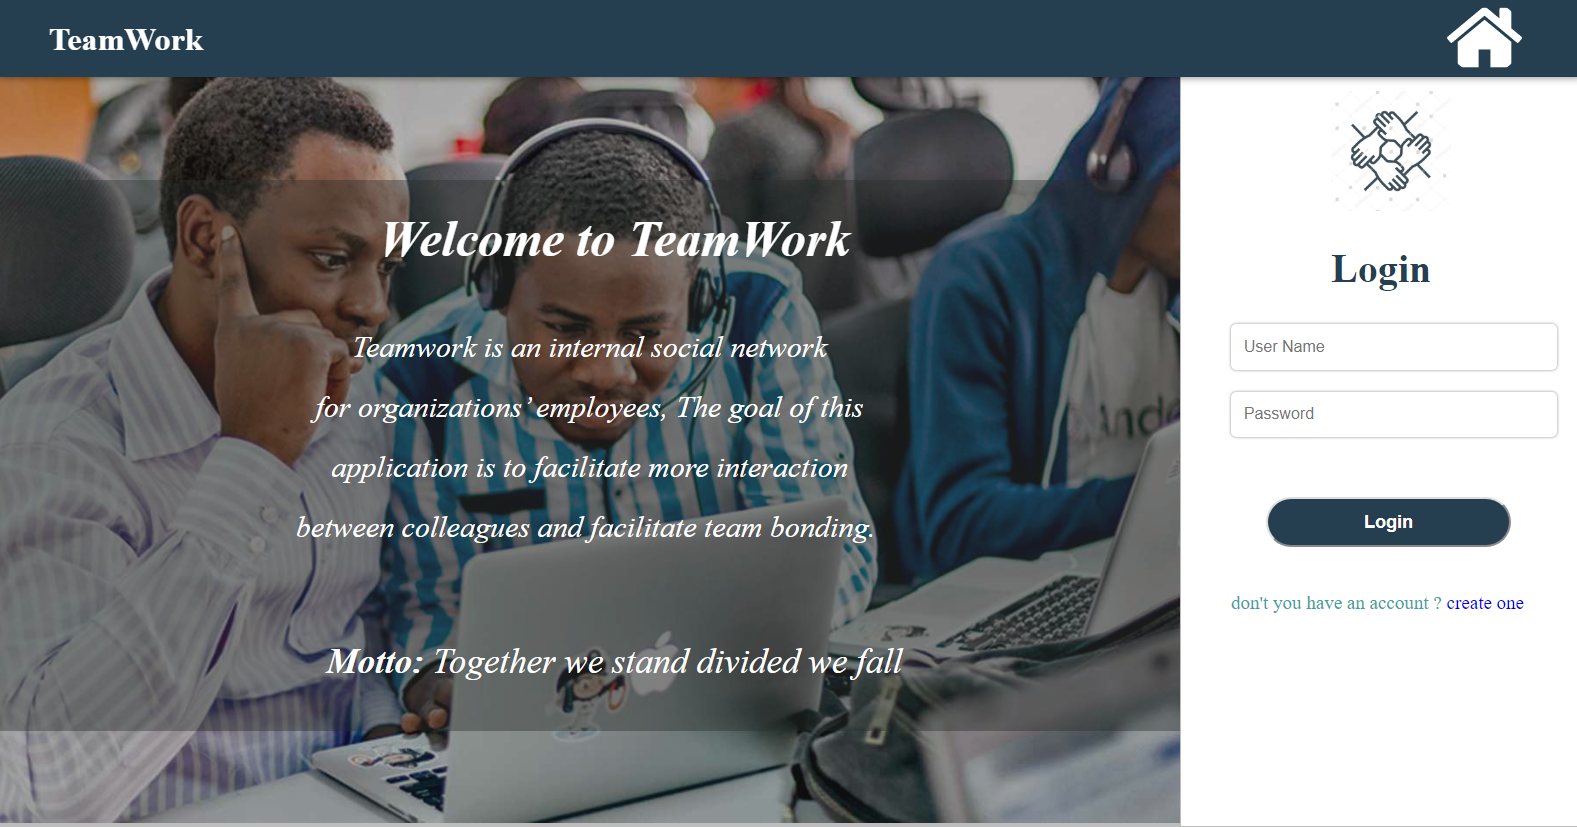 TeamWork
Welcome to TeamWork
Teamwork is an internal social network
for organizations’ employees, The goal of this
application is to facilitate more interaction
between colleagues and facilitate team bonding.
Motto: Together we stand divided we fall
Login
User Name
Password
Login
don't you have an account ? create one
Ande